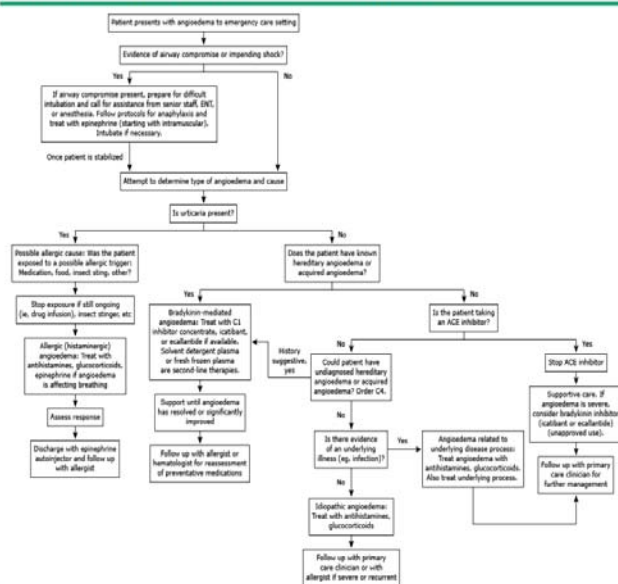 Patient presents with angioedema to emergency care setting
Evidence of airway compromise or impending shock?
Yes
No
If airway compromise present, prepare for difficult
intubation and call for assistance from senior staff, ENT,
or anesthesia. Follow protocols for anaphylaxis and
treat with epinephrine (starting with intramuscular).
Intubate if necessary.
Once patient is stabilized
Attempt to determine type of angioedema and cause
Is urticaria present?
Yes
No
Possible allergic cause: Was the patient
exposed to a possible allergic trigger:
Medication, food, insect sting, other?
Does the patient have known
hereditary angioedema or
acquired angioedema?
Yes
No
Stop exposure if still ongoing
(ie, drug infusion), insect stinger, etc
Bradykinin-mediated
angioedema: Treat with C1
inhibitor concentrate, icatibant,
or ecallantide if available.
Solvent detergent plasma
or fresh frozen plasma
are second-line therapies.
Is the patient taking
an ACE inhibitor?
No
Yes
Allergic (histaminergic)
angioedema: Treat with
antihistamines, glucocorticoids,
epinephrine if angioedema
is affecting breathing
History
suggestive,
yes
Could patient have
undiagnosed hereditary
angioedema or acquired
angioedema? Order C4.
Stop ACE inhibitor
Supportive care. If
angioedema is severe,
consider bradykinin inhibitor
(icatibant or ecallantide)
(unapproved use).
Assess response
Support until angioedema
has resolved or significantly
improved
No
Discharge with epinephrine
autoinjector and follow up
with allergist
Follow up with allergist or
hematologist for reassessment
of preventative medications
Is there evidence
of an underlying
illness (eg, infection)?
Yes
Angioedema related to
underlying disease process:
Treat angioedema with
antihistamines, glucocorticoids.
Also treat underlying process.
Follow up with primary
care clinician for
further management
No
Idiopathic angioedema:
Treat with antihistamines,
glucocorticoids
Follow up with primary
care clinician or with
allergist if severe or recurrent